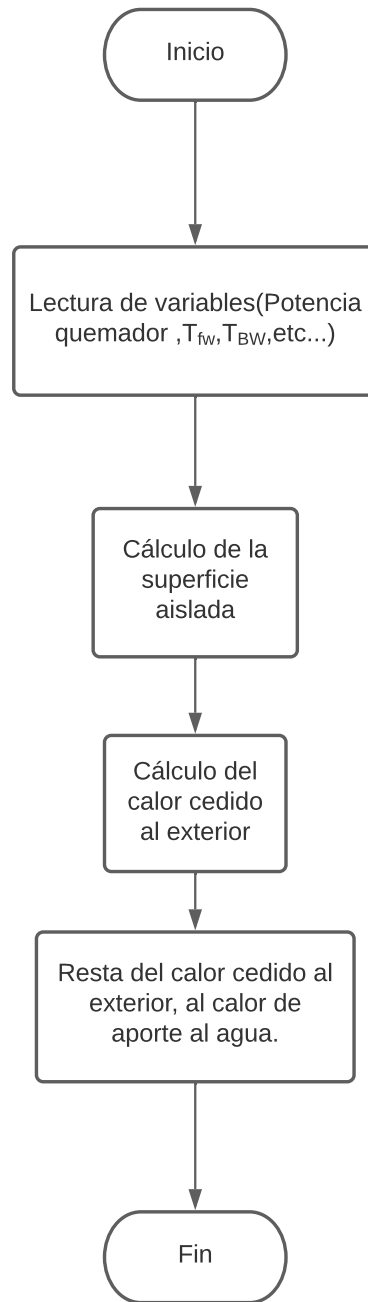 Inicio
Lectura de variables(Potencia
quemador ,Tfw,TBW,etc...)
Cálculo de la
superficie
aislada
Cálculo del
calor cedido
al exterior
Resta del calor cedido al
exterior, al calor de
aporte al agua.
Fin